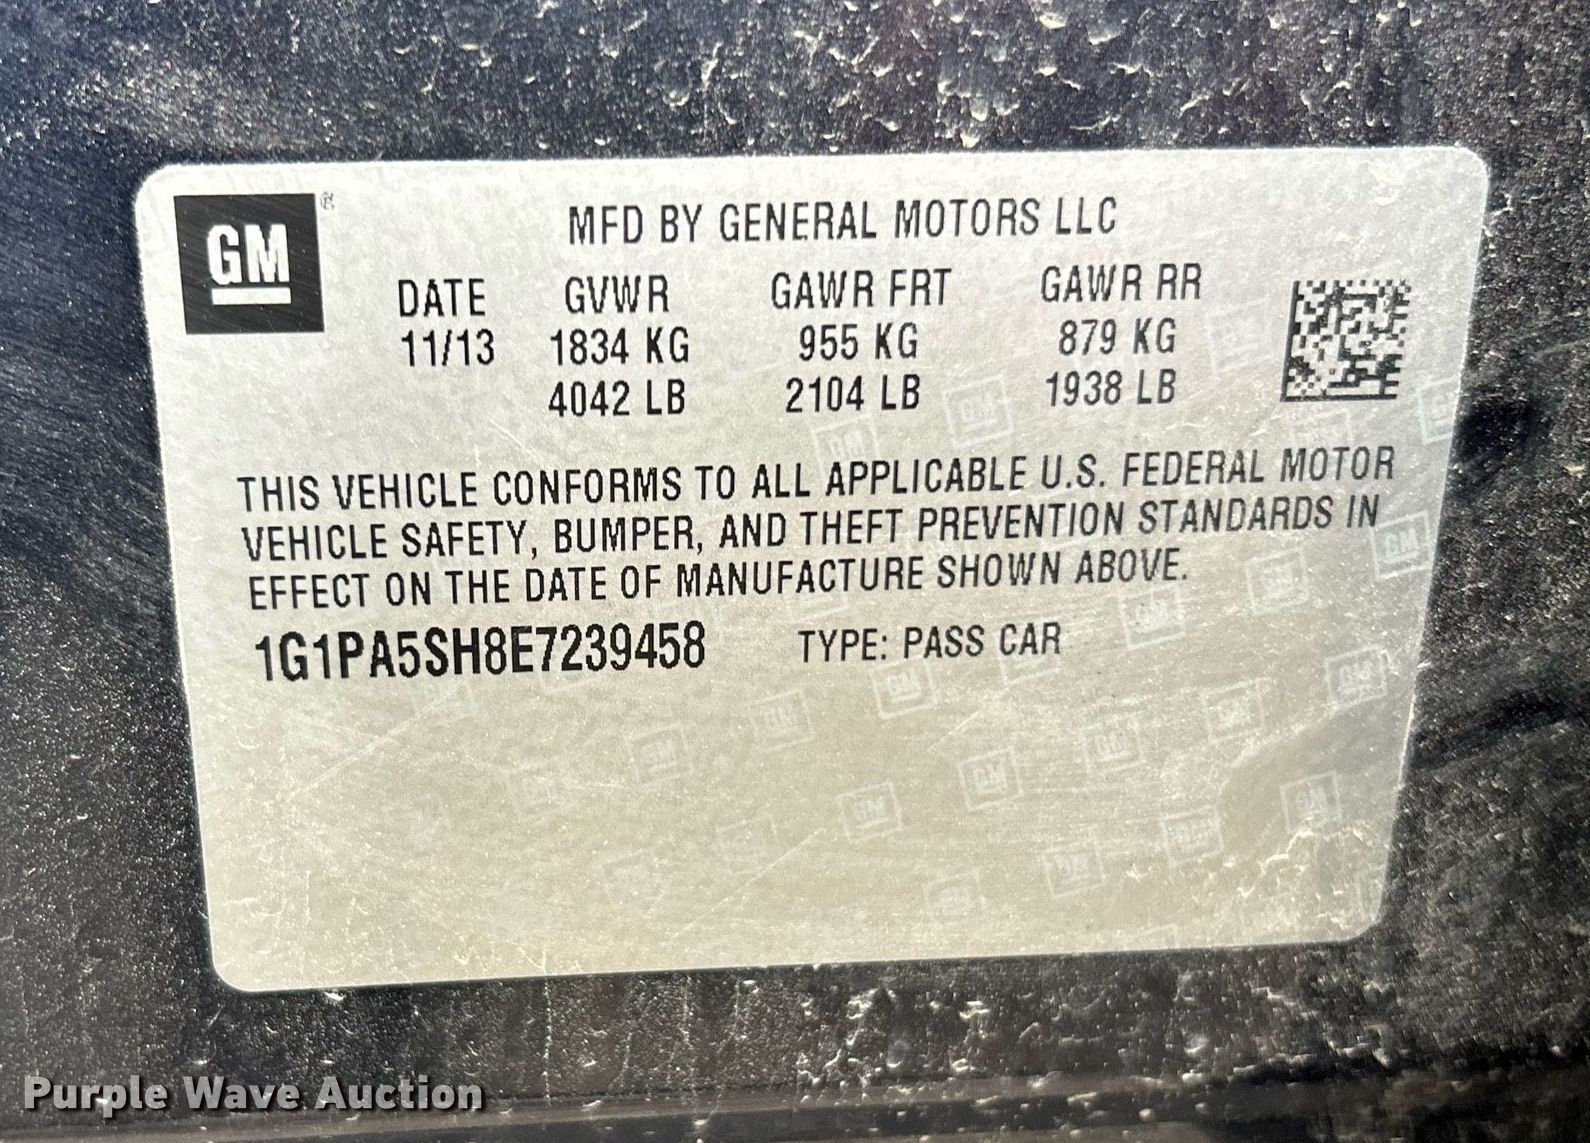 GM
MFD BY GENERAL MOTORS LLC
DATE GVWR GAWR FRT GAWR RR
11/13 1834 KG 955 KG 879 KG
4042 LB 2104 LB 1938 LB
THIS VEHICLE CONFORMS TO ALL APPLICABLE U.S. FEDERAL MOTOR
VEHICLE SAFETY, BUMPER, AND THEFT PREVENTION STANDARDS IN
EFFECT ON THE DATE OF MANUFACTURE SHOWN ABOVE.
1G1PA5SH8E7239458 TYPE: PASS CAR
Purple Wave Auction